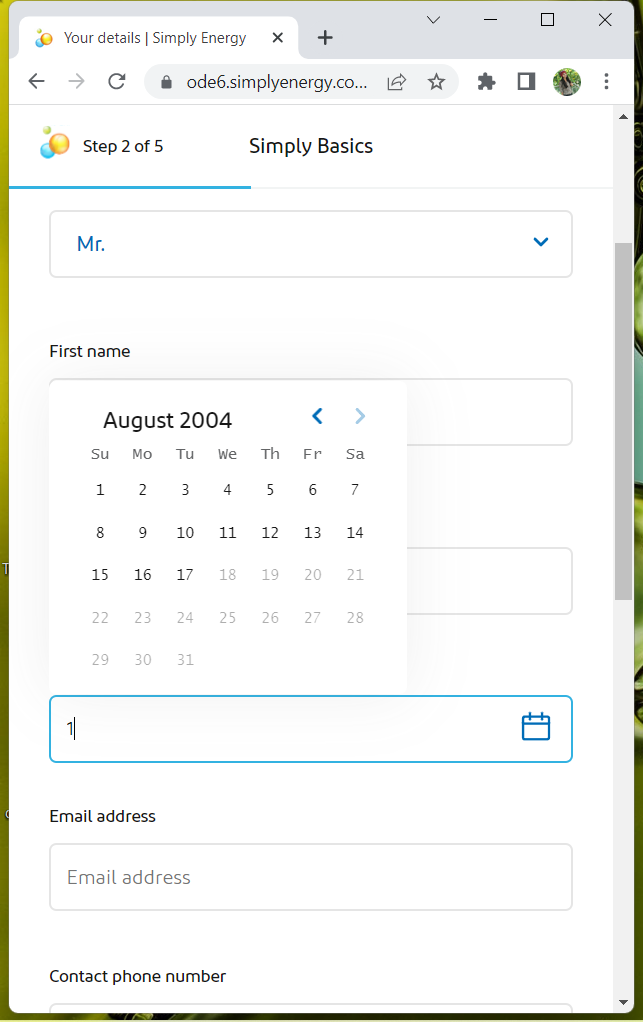 Your details | Simply Energy
ode6.simplyenergy.co...
Step 2 of 5
Simply Basics
Mr.
First name
August 2004
Su Mo Tu We Th Fr Sa
1 2 3 4 5 6 7
8 9 10 11 12 13 14
15 16 17 18 19 20 21
22 23 24 25 26 27 28
29 30 31
1
Email address
Email address
Contact phone number